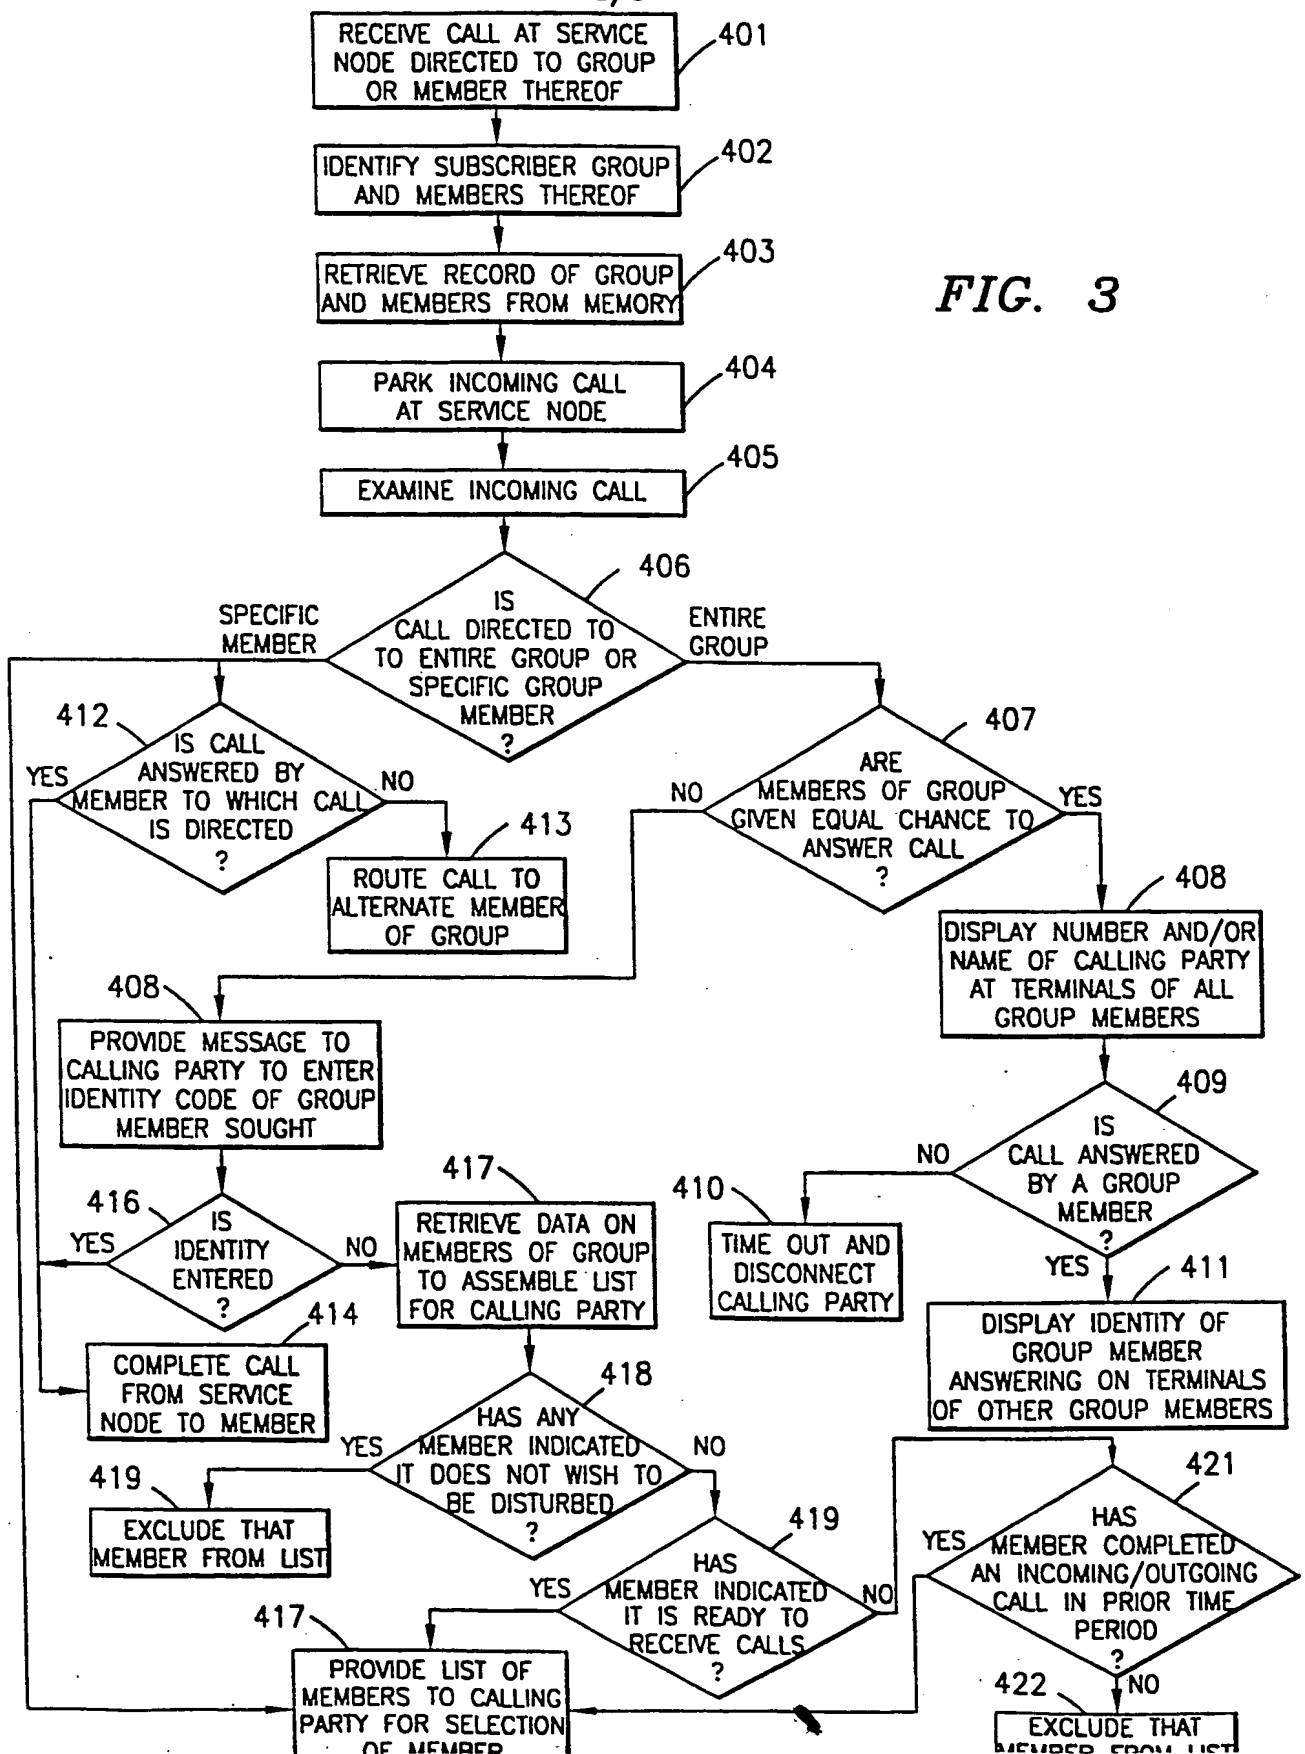 RECEIVE CALL AT SERVICE
NODE DIRECTED TO GROUP
OR MEMBER THEREOF
401
IDENTIFY SUBSCRIBER GROUP
AND MEMBERS THEREOF
402
RETRIEVE RECORD OF GROUP
AND MEMBERS FROM MEMORY
403
FIG. 3
PARK INCOMING CALL
AT SERVICE NODE
404
EXAMINE INCOMING CALL
405
406
IS
CALL DIRECTED TO
TO ENTIRE GROUP OR
SPECIFIC GROUP
MEMBER
?
SPECIFIC
MEMBER
ENTIRE
GROUP
412
IS CALL
ANSWERED BY
MEMBER TO WHICH CALL
IS DIRECTED
?
YES
NO
413
ROUTE CALL TO
ALTERNATE MEMBER
OF GROUP
407
ARE
MEMBERS OF GROUP
GIVEN EQUAL CHANCE TO
ANSWER CALL
?
NO
YES
408
DISPLAY NUMBER AND/OR
NAME OF CALLING PARTY
AT TERMINALS OF ALL
GROUP MEMBERS
408
PROVIDE MESSAGE TO
CALLING PARTY TO ENTER
IDENTITY CODE OF GROUP
MEMBER SOUGHT
409
IS
CALL ANSWERED
BY A GROUP
MEMBER
?
NO
YES
410
TIME OUT AND
DISCONNECT
CALLING PARTY
411
DISPLAY IDENTITY OF
GROUP MEMBER
ANSWERING ON TERMINALS
OF OTHER GROUP MEMBERS
416
IS
IDENTITY
ENTERED
?
YES
NO
417
RETRIEVE DATA ON
MEMBERS OF GROUP
TO ASSEMBLE LIST
FOR CALLING PARTY
414
COMPLETE CALL
FROM SERVICE
NODE TO MEMBER
418
HAS ANY
MEMBER INDICATED
IT DOES NOT WISH TO
BE DISTURBED
?
YES
NO
419
EXCLUDE THAT
MEMBER FROM LIST
419
HAS
MEMBER INDICATED
IT IS READY TO
RECEIVE CALLS
?
YES
NO
421
HAS
MEMBER COMPLETED
AN INCOMING/OUTGOING
CALL IN PRIOR TIME
PERIOD
?
YES
NO
417
PROVIDE LIST OF
MEMBERS TO CALLING
PARTY FOR SELECTION
OF MEMBER
422
EXCLUDE THAT
MEMBER FROM LIST